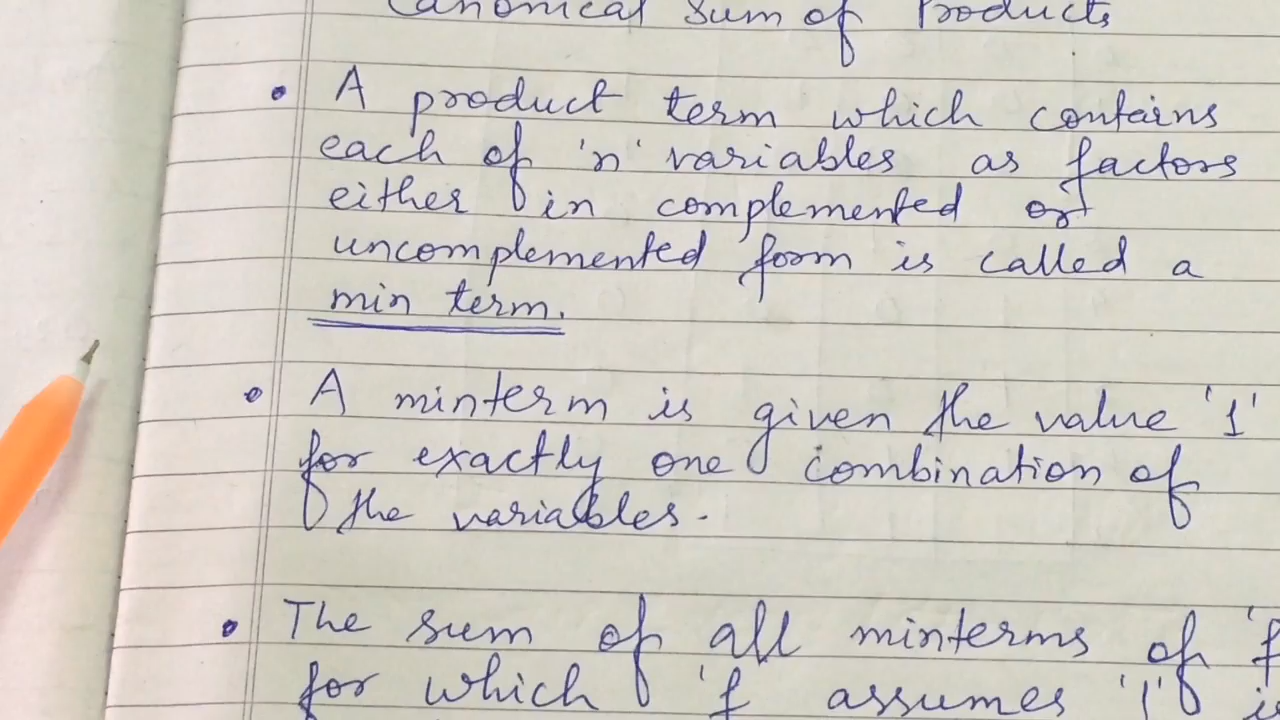 Canonical Sum of Products
• A product term which contains
each of 'n' variables as factors
either in complemented or
uncomplemented form is called a
min term.
• A minterm is given the value '1'
for exactly one combination of
the variables.
• The sum of all minterms of 'f
for which 'f assumes '1' is